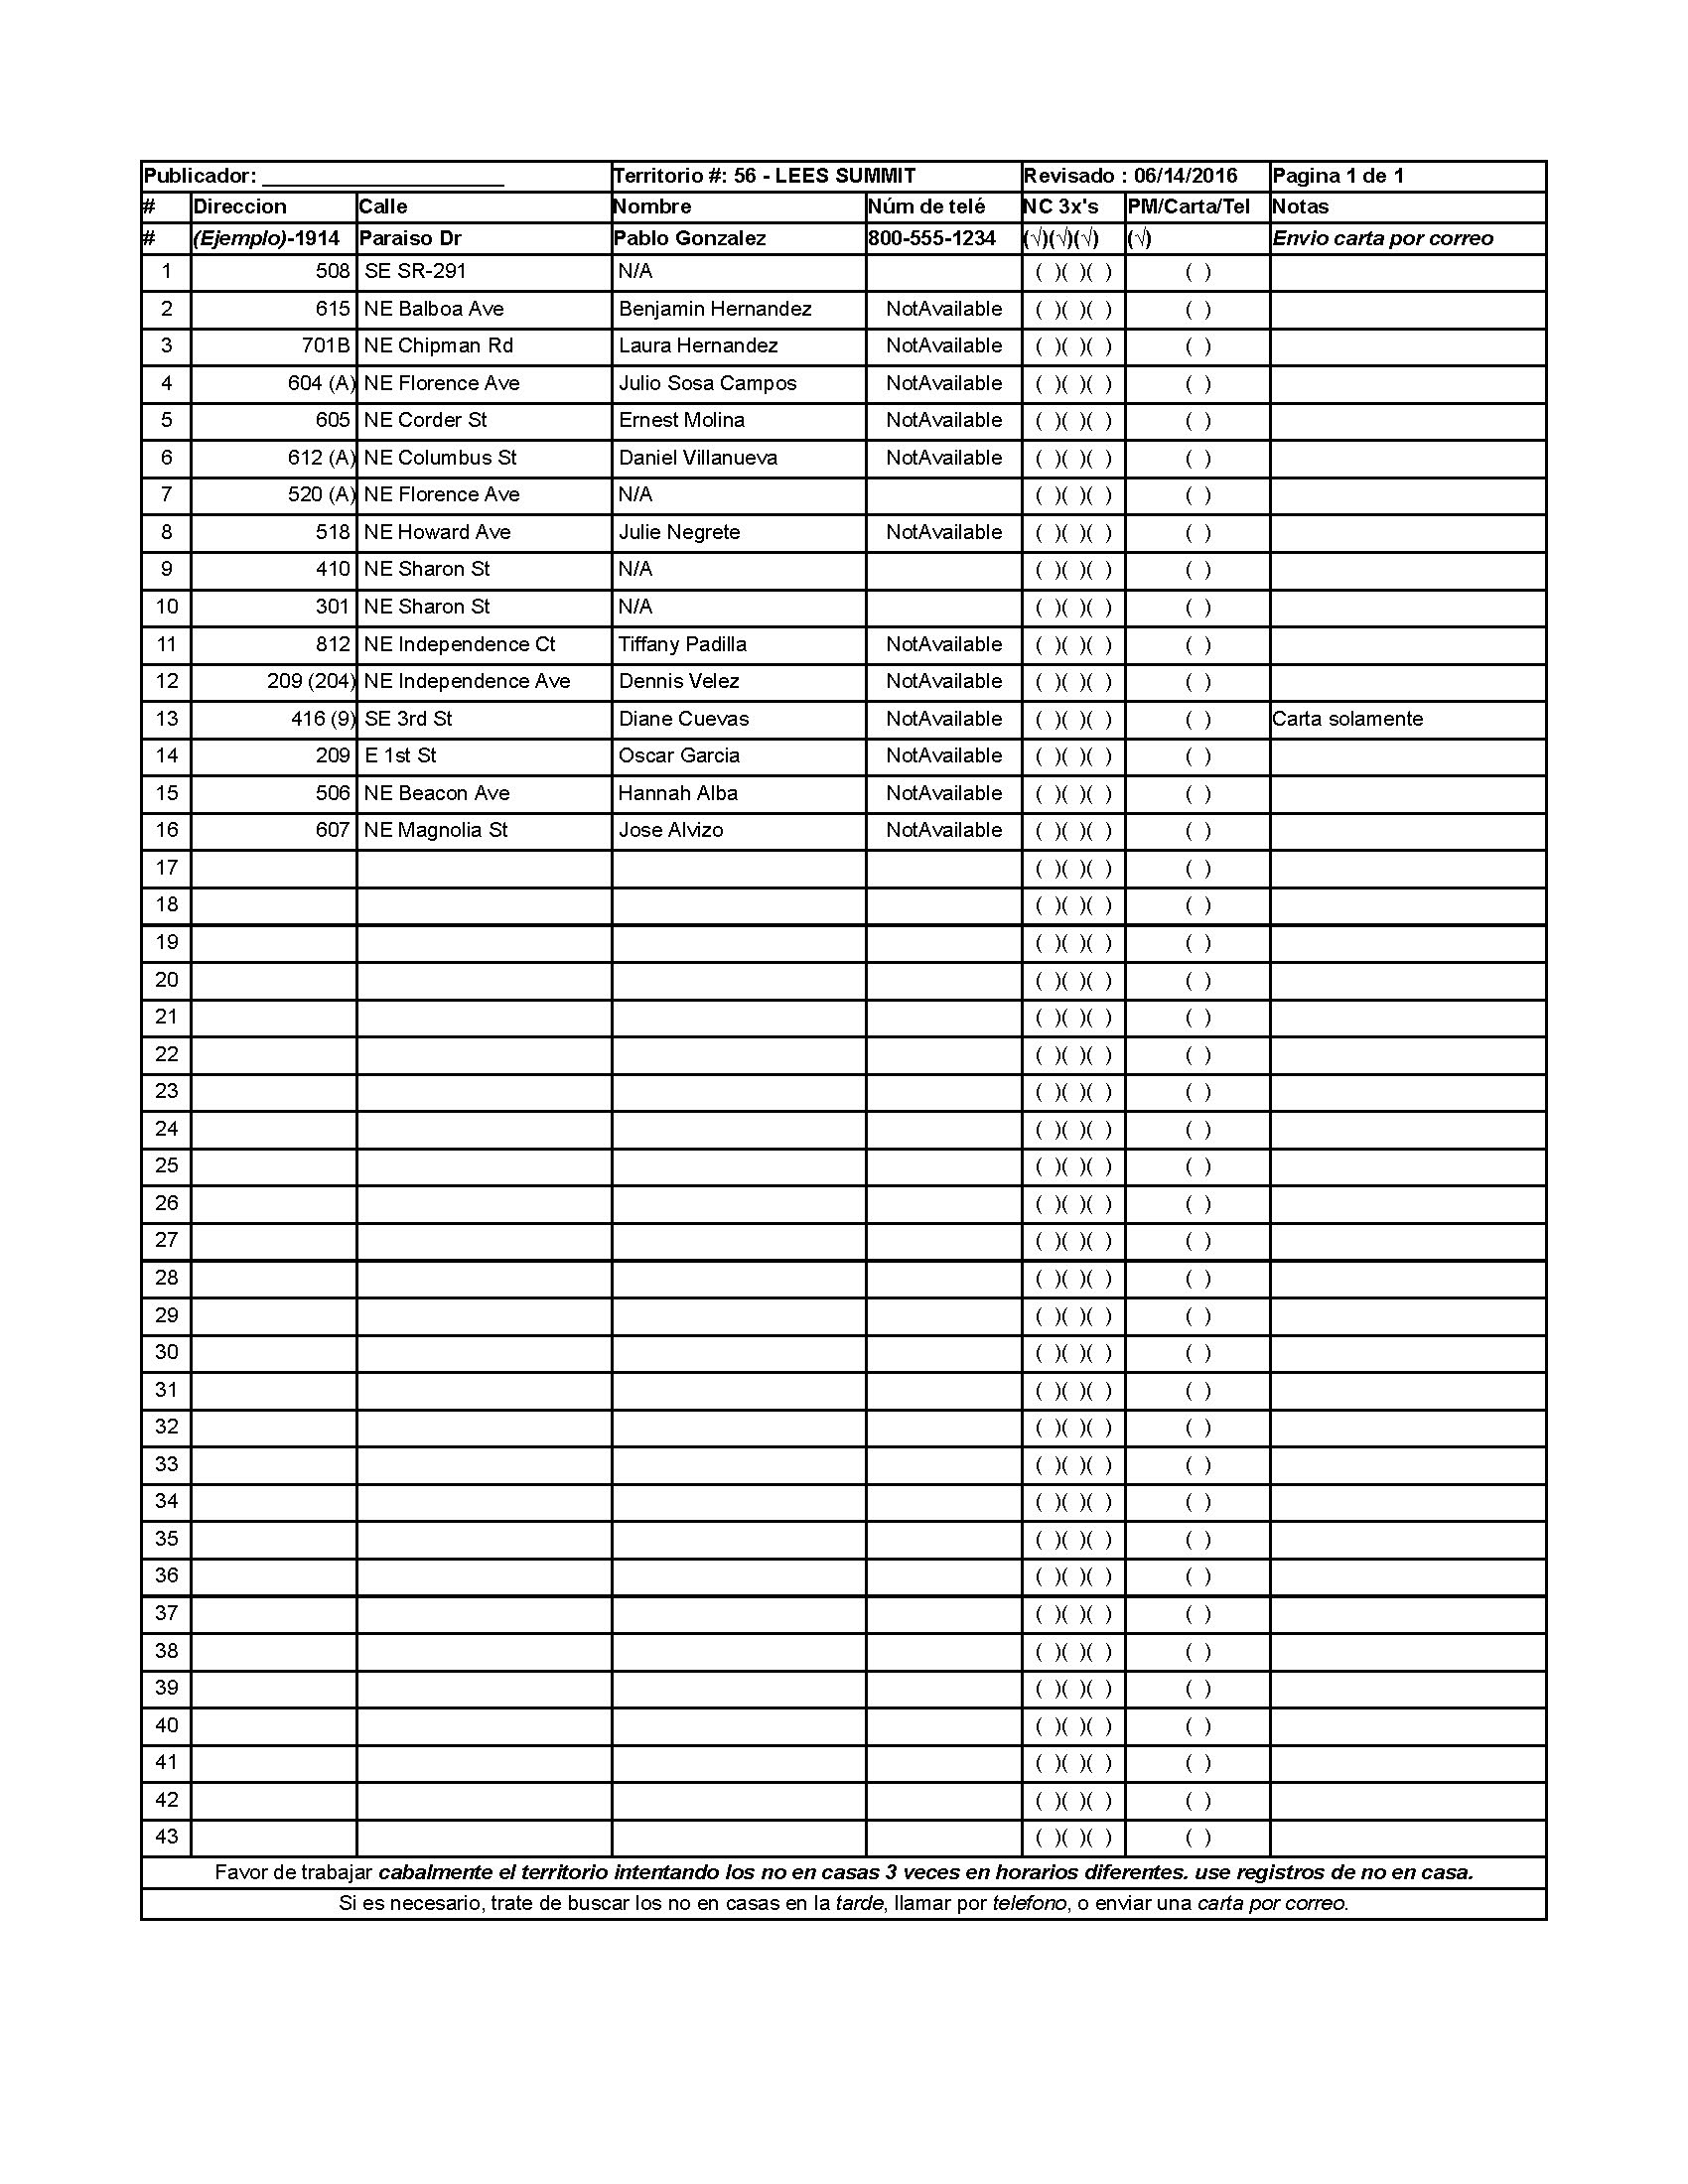 Publicador: ____________________ Territorio #: 56 - LEES SUMMIT Revisado : 06/14/2016 Pagina 1 de 1
# Direccion Calle Nombre Núm de telé NC 3x's PM/Carta/Tel Notas
# (Ejemplo)-1914 Paraiso Dr Pablo Gonzalez 800-555-1234 (√)(√)(√) (√) Envio carta por correo
1 508 SE SR-291 N/A ( )( )( ) ( )
2 615 NE Balboa Ave Benjamin Hernandez NotAvailable ( )( )( ) ( )
3 701B NE Chipman Rd Laura Hernandez NotAvailable ( )( )( ) ( )
4 604 (A) NE Florence Ave Julio Sosa Campos NotAvailable ( )( )( ) ( )
5 605 NE Corder St Ernest Molina NotAvailable ( )( )( ) ( )
6 612 (A) NE Columbus St Daniel Villanueva NotAvailable ( )( )( ) ( )
7 520 (A) NE Florence Ave N/A ( )( )( ) ( )
8 518 NE Howard Ave Julie Negrete NotAvailable ( )( )( ) ( )
9 410 NE Sharon St N/A ( )( )( ) ( )
10 301 NE Sharon St N/A ( )( )( ) ( )
11 812 NE Independence Ct Tiffany Padilla NotAvailable ( )( )( ) ( )
12 209 (204) NE Independence Ave Dennis Velez NotAvailable ( )( )( ) ( )
13 416 (9) SE 3rd St Diane Cuevas NotAvailable ( )( )( ) ( ) Carta solamente
14 209 E 1st St Oscar Garcia NotAvailable ( )( )( ) ( )
15 506 NE Beacon Ave Hannah Alba NotAvailable ( )( )( ) ( )
16 607 NE Magnolia St Jose Alvizo NotAvailable ( )( )( ) ( )
17 ( )( )( ) ( )
18 ( )( )( ) ( )
19 ( )( )( ) ( )
20 ( )( )( ) ( )
21 ( )( )( ) ( )
22 ( )( )( ) ( )
23 ( )( )( ) ( )
24 ( )( )( ) ( )
25 ( )( )( ) ( )
26 ( )( )( ) ( )
27 ( )( )( ) ( )
28 ( )( )( ) ( )
29 ( )( )( ) ( )
30 ( )( )( ) ( )
31 ( )( )( ) ( )
32 ( )( )( ) ( )
33 ( )( )( ) ( )
34 ( )( )( ) ( )
35 ( )( )( ) ( )
36 ( )( )( ) ( )
37 ( )( )( ) ( )
38 ( )( )( ) ( )
39 ( )( )( ) ( )
40 ( )( )( ) ( )
41 ( )( )( ) ( )
42 ( )( )( ) ( )
43 ( )( )( ) ( )
Favor de trabajar cabalmente el territorio intentando los no en casas 3 veces en horarios diferentes. use registros de no en casa.
Si es necesario, trate de buscar los no en casas en la tarde, llamar por telefono, o enviar una carta por correo.